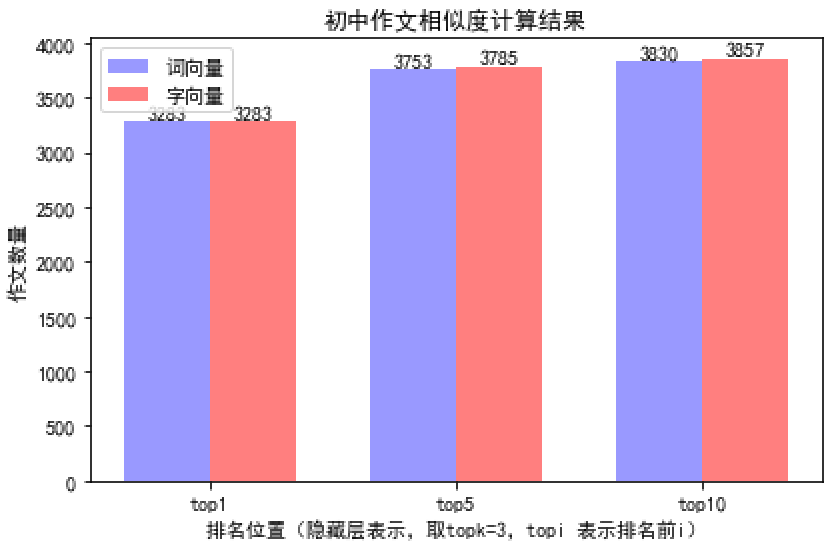 初中作文相似度计算结果
词向量
字向量
3283
3283
3753
3785
3830
3857
4000
3500
3000
2500
2000
1500
1000
500
0
作文数量
top1
top5
top10
排名位置（隐藏层表示，取topk=3，topi 表示排名前i）